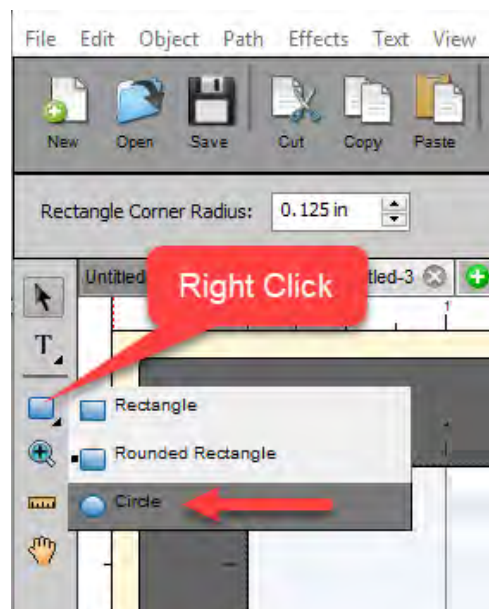 File Edit Object Path Effects Text View
New Open Save Cut Copy Paste
Rectangle Corner Radius: 0.125 in
Untitled tled-3
Right Click
1
T
Rectangle
Rounded Rectangle
Circle